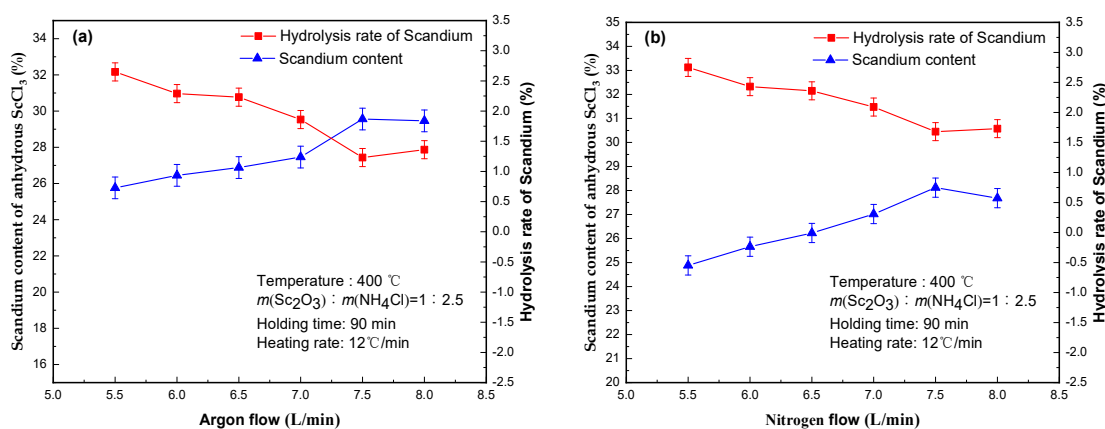 (a)
Hydrolysis rate of Scandium
Scandium content
Scandium content of anhydrous ScCl3 (%)
34
32
30
28
26
24
22
20
18
16
3.5
3.0
2.5
2.0
1.5
1.0
0.5
0.0
-0.5
-1.0
-1.5
-2.0
-2.5
Hydrolysis rate of Scandium (%)
Temperature : 400 ℃
m(Sc2O3)：m(NH4Cl)=1：2.5
Holding time: 90 min
Heating rate: 12℃/min
5.0 5.5 6.0 6.5 7.0 7.5 8.0 8.5
Argon flow (L/min)
(b)
Hydrolysis rate of Scandium
Scandium content
Scandium content of anhydrous ScCl3 (%)
35
34
33
32
31
30
29
28
27
26
25
24
23
22
21
20
3.5
3.0
2.5
2.0
1.5
1.0
0.5
0.0
-0.5
-1.0
-1.5
-2.0
-2.5
Hydrolysis rate of Scandium (%)
Temperature : 400 ℃
m(Sc2O3)：m(NH4Cl)=1：2.5
Holding time: 90 min
Heating rate: 12℃/min
5.0 5.5 6.0 6.5 7.0 7.5 8.0 8.5
Nitrogen flow (L/min)